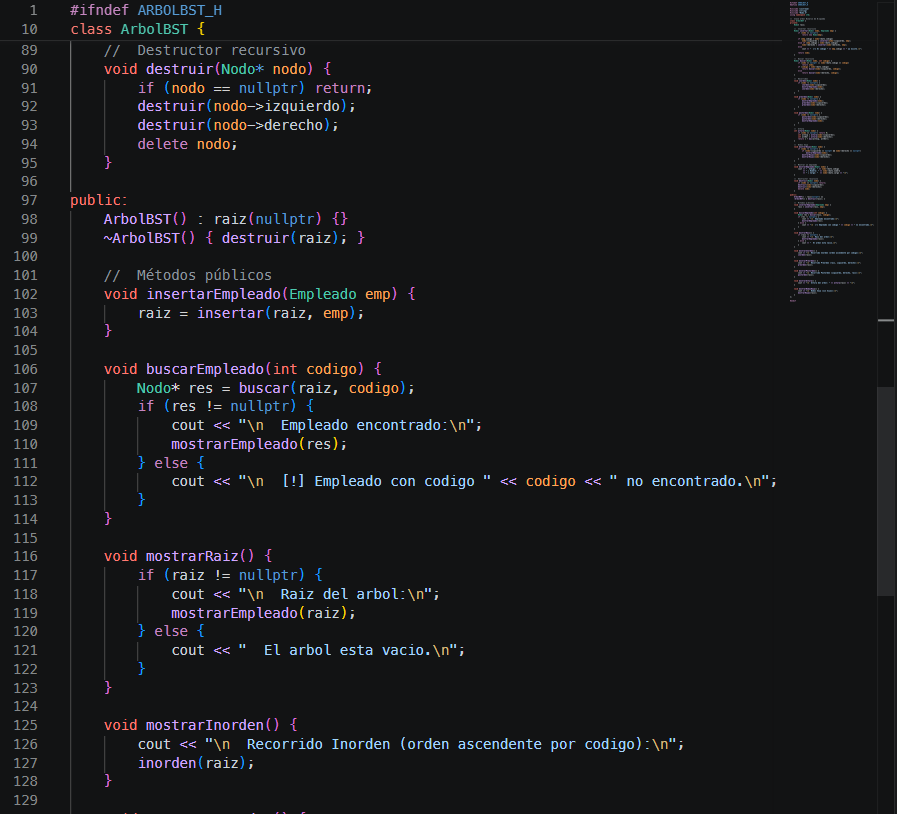 1 #ifndef ARBOLBST_H
10 class ArbolBST {
89     //  Destructor recursivo
90     void destruir(Nodo* nodo) {
91         if (nodo == nullptr) return;
92         destruir(nodo->izquierdo);
93         destruir(nodo->derecho);
94         delete nodo;
95     }
96
97 public:
98     ArbolBST() : raiz(nullptr) {}
99     ~ArbolBST() { destruir(raiz); }
100
101     //  Métodos públicos
102     void insertarEmpleado(Empleado emp) {
103         raiz = insertar(raiz, emp);
104     }
105
106     void buscarEmpleado(int codigo) {
107         Nodo* res = buscar(raiz, codigo);
108         if (res != nullptr) {
109             cout << "\n  Empleado encontrado:\n";
110             mostrarEmpleado(res);
111         } else {
112             cout << "\n  [!] Empleado con codigo " << codigo << " no encontrado.\n";
113         }
114     }
115
116     void mostrarRaiz() {
117         if (raiz != nullptr) {
118             cout << "\n  Raiz del arbol:\n";
119             mostrarEmpleado(raiz);
120         } else {
121             cout << "  El arbol esta vacio.\n";
122         }
123     }
124
125     void mostrarInorden() {
126         cout << "\n  Recorrido Inorden (orden ascendente por codigo):\n";
127         inorden(raiz);
128     }
129